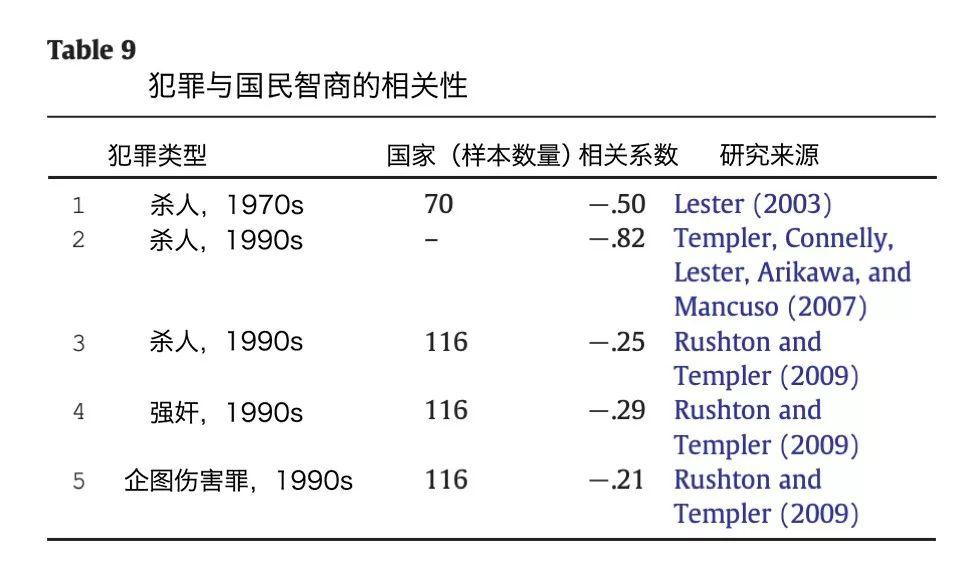 Table 9
犯罪与国民智商的相关性
犯罪类型 国家（样本数量) 相关系数 研究来源
1 杀人，1970s 70 −.50 Lester (2003)
2 杀人，1990s – −.82 Templer, Connelly,
Lester, Arikawa, and
Mancuso (2007)
3 杀人，1990s 116 −.25 Rushton and
Templer (2009)
4 强奸，1990s 116 −.29 Rushton and
Templer (2009)
5 企图伤害罪，1990s 116 −.21 Rushton and
Templer (2009)